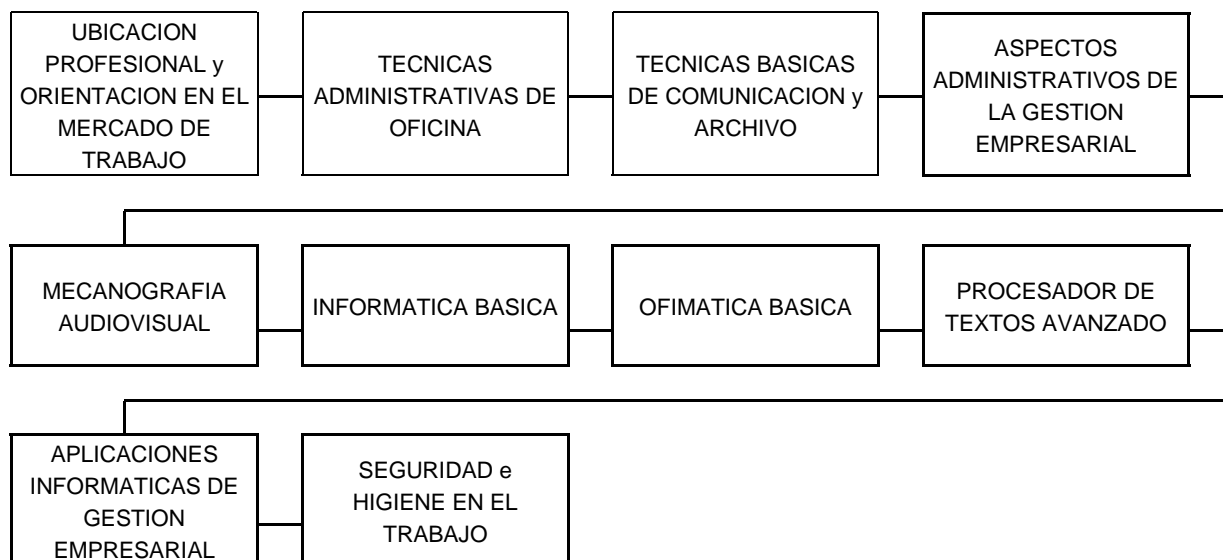 UBICACION
PROFESIONAL y
ORIENTACION EN EL
MERCADO DE
TRABAJO
TECNICAS
ADMINISTRATIVAS DE
OFICINA
TECNICAS BASICAS
DE COMUNICACION y
ARCHIVO
ASPECTOS
ADMINISTRATIVOS DE
LA GESTION
EMPRESARIAL
MECANOGRAFIA
AUDIOVISUAL
INFORMATICA BASICA
OFIMATICA BASICA
PROCESADOR DE
TEXTOS AVANZADO
APLICACIONES
INFORMATICAS DE
GESTION
EMPRESARIAL
SEGURIDAD e
HIGIENE EN EL
TRABAJO